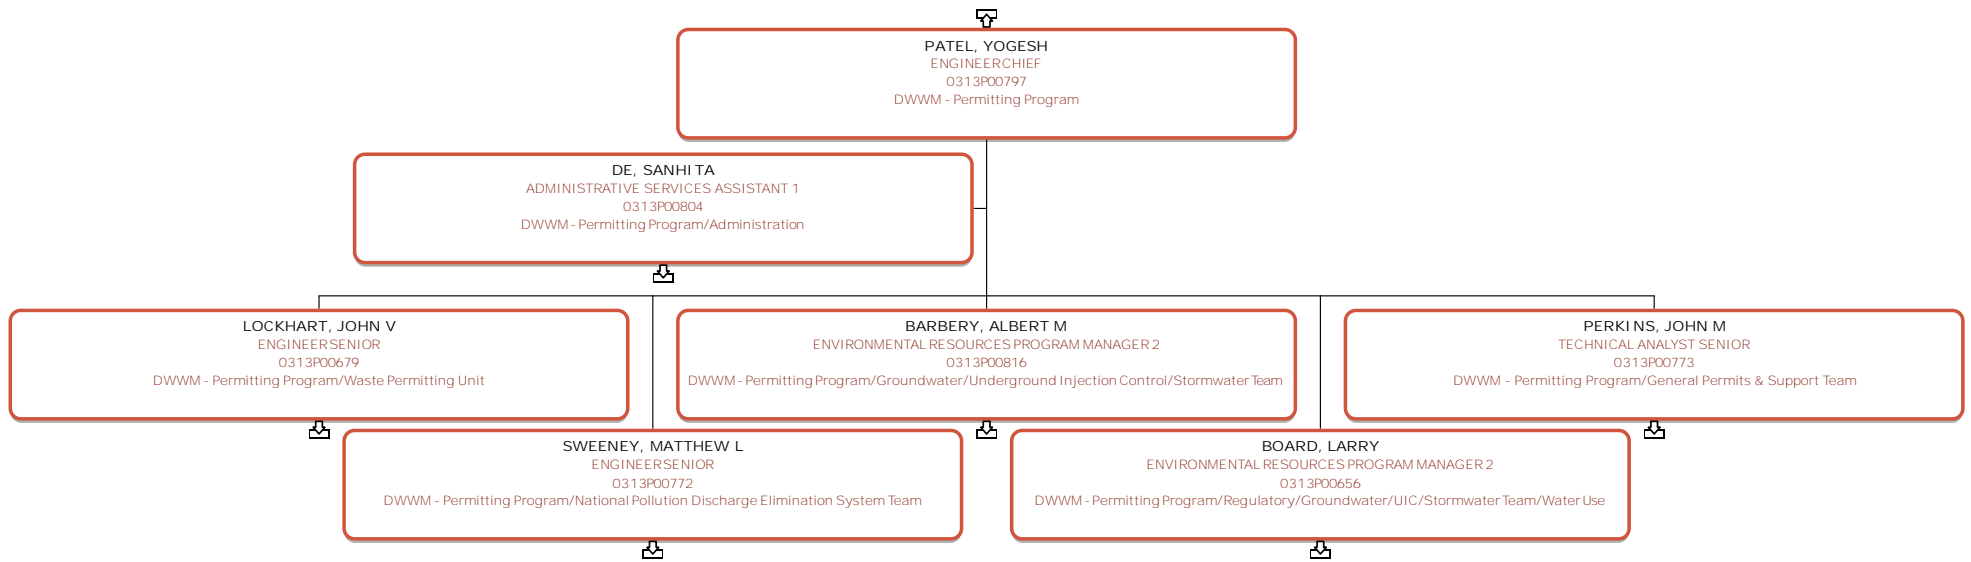 PATEL, YOGESH
ENGINEER CHIEF
0313P00797
DWWM - Permitting Program
DE, SANHITA
ADMINISTRATIVE SERVICES ASSISTANT 1
0313P00804
DWWM - Permitting Program/Administration
LOCKHART, JOHN V
ENGINEER SENIOR
0313P00679
DWWM - Permitting Program/Waste Permitting Unit
BARBERY, ALBERT M
ENVIRONMENTAL RESOURCES PROGRAM MANAGER 2
0313P00816
DWWM - Permitting Program/Groundwater/Underground Injection Control/Stormwater Team
PERKINS, JOHN M
TECHNICAL ANALYST SENIOR
0313P00773
DWWM - Permitting Program/General Permits & Support Team
SWEENEY, MATTHEW L
ENGINEER SENIOR
0313P00772
DWWM - Permitting Program/National Pollution Discharge Elimination System Team
BOARD, LARRY
ENVIRONMENTAL RESOURCES PROGRAM MANAGER 2
0313P00656
DWWM - Permitting Program/Regulatory/Groundwater/UIC/Stormwater Team/Water Use